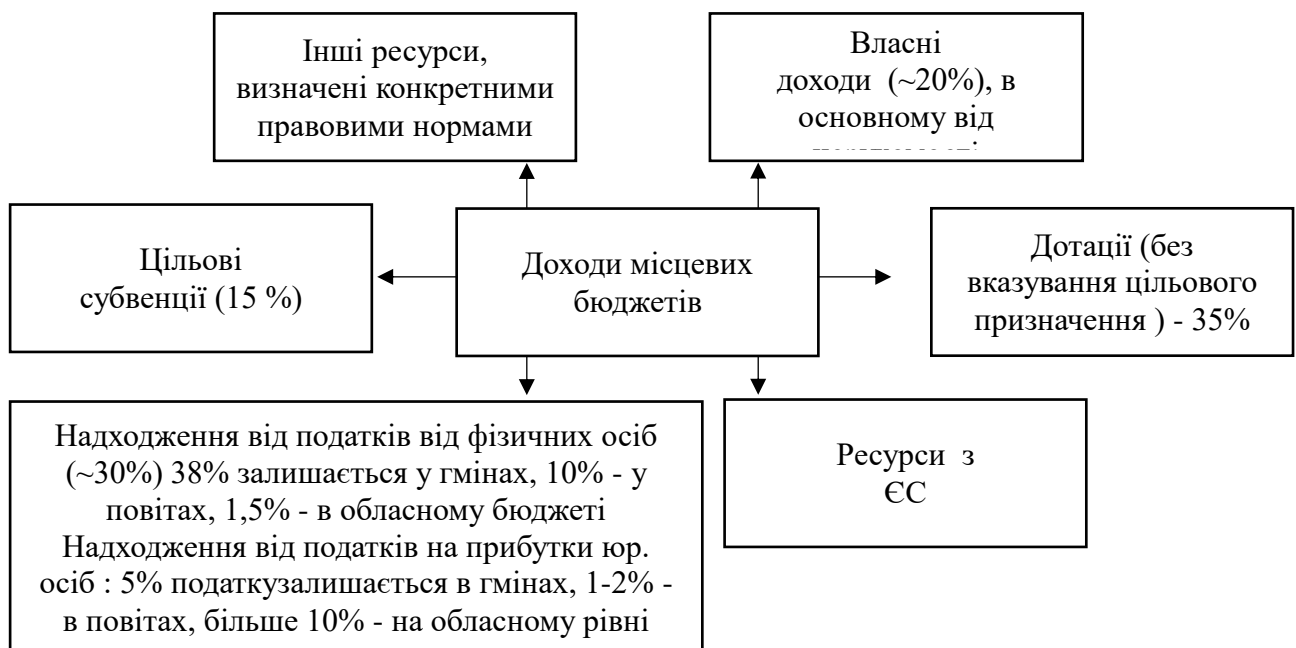 Інші ресурси,
визначені конкретними
правовими нормами
Власні
доходи (~20%), в
основному від
Цільові
субвенції (15 %)
Доходи місцевих
бюджетів
Дотації (без
вказування цільового
призначення ) - 35%
Надходження від податків від фізичних осіб
(~30%) 38% залишається у гмінах, 10% - у
повітах, 1,5% - в обласному бюджеті
Надходження від податків на прибутки юр.
осіб : 5% податкузалишається в гмінах, 1-2% -
в повітах, більше 10% - на обласному рівні
Ресурси з
ЄС